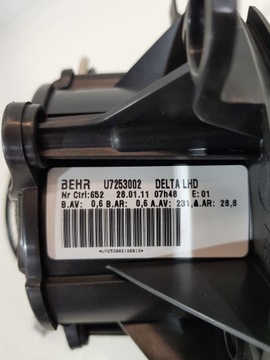 BEHR U7253002 DELTA LHD
Nr Ctrl:652 28.01.11 07h48 E:01
B.AV: 0,6 B.AR: 0,6 A.AV: 231,A.AR: 28,8